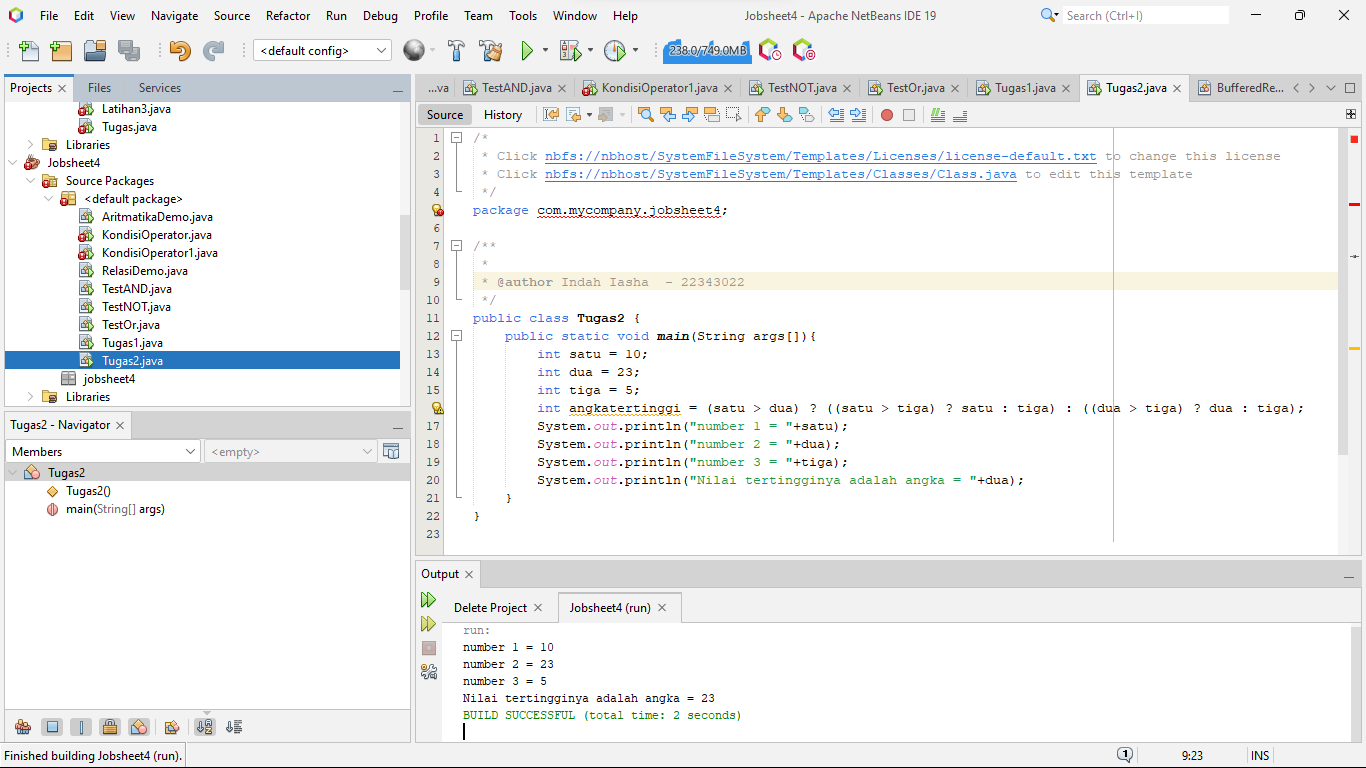 File Edit View Navigate Source Refactor Run Debug Profile Team Tools Window Help Jobsheet4 - Apache NetBeans IDE 19 Search (Ctrl+I)
<default config> 238.0/749.0MB
Projects Files Services
Latihan3.java
Tugas.java
Libraries
Jobsheet4
Source Packages
<default package>
AritmatikaDemo.java
KondisiOperator.java
KondisiOperator1.java
RelasiDemo.java
TestAND.java
TestNOT.java
TestOr.java
Tugas1.java
Tugas2.java
jobsheet4
Libraries
Tugas2 - Navigator
Members <empty>
Tugas2
Tugas2()
main(String[] args)
...va TestAND.java KondisiOperator1.java TestNOT.java TestOr.java Tugas1.java Tugas2.java BufferedRe...
Source History
1 /*
2 * Click nbfs://nbhost/SystemFileSystem/Templates/Licenses/license-default.txt to change this license
3 * Click nbfs://nbhost/SystemFileSystem/Templates/Classes/Class.java to edit this template
4 */
package com.mycompany.jobsheet4;
6
7 /**
8 *
9 * @author Indah Iasha - 22343022
10 */
11 public class Tugas2 {
12 public static void main(String args[]){
13 int satu = 10;
14 int dua = 23;
15 int tiga = 5;
int angkatertinggi = (satu > dua) ? ((satu > tiga) ? satu : tiga) : ((dua > tiga) ? dua : tiga);
17 System.out.println("number 1 = "+satu);
18 System.out.println("number 2 = "+dua);
19 System.out.println("number 3 = "+tiga);
20 System.out.println("Nilai tertingginya adalah angka = "+dua);
21 }
22 }
23
Output
Delete Project Jobsheet4 (run)
run:
number 1 = 10
number 2 = 23
number 3 = 5
Nilai tertingginya adalah angka = 23
BUILD SUCCESSFUL (total time: 2 seconds)
Finished building Jobsheet4 (run). 1 9:23 INS